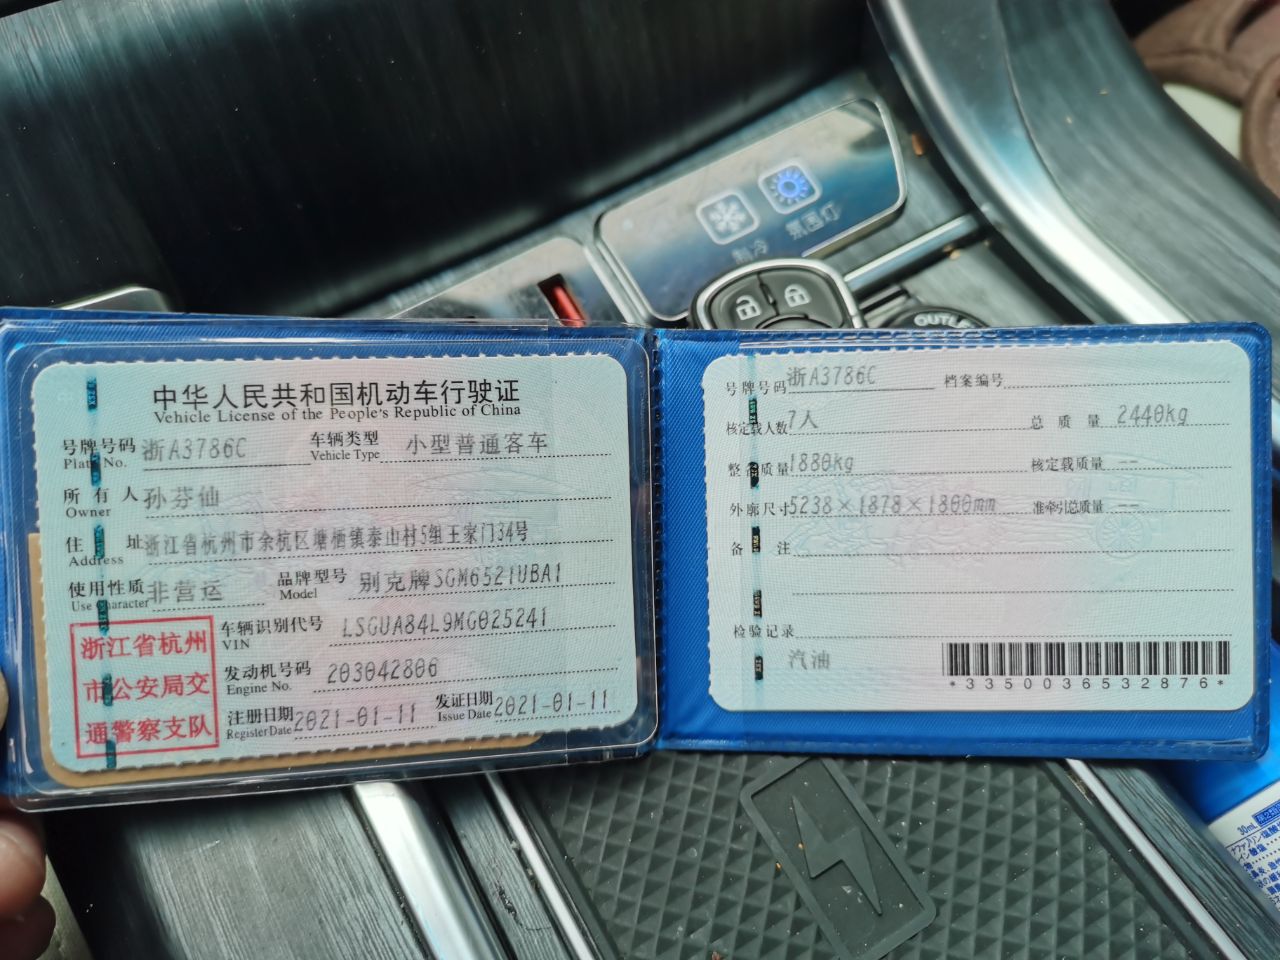 制冷
氛围灯
OUTLE
中华人民共和国机动车行驶证
Vehicle License of the People's Republic of China
号牌号码 浙A3786C 车辆类型 小型普通客车
Plate No. Vehicle Type
所有人 孙芬仙
Owner
住址 浙江省杭州市余杭区塘栖镇泰山村5组王家门34号
Address
使用性质 非营运 品牌型号 别克牌SGM6521UBA1
Use Character Model
浙江省杭州
市公安局交
通警察支队
车辆识别代号 LSGUA84L9MG025241
VIN
发动机号码 203042806
Engine No.
注册日期 2021-01-11 发证日期 2021-01-11
Register Date Issue Date
号牌号码 浙A3786C 档案编号
核定载人数 7人 总质量 2440kg
整备质量 1880kg 核定载质量 --
外廓尺寸 5238×1878×1800mm 准牵引总质量 --
备注
检验记录
汽油
*3350036532876*
30mL